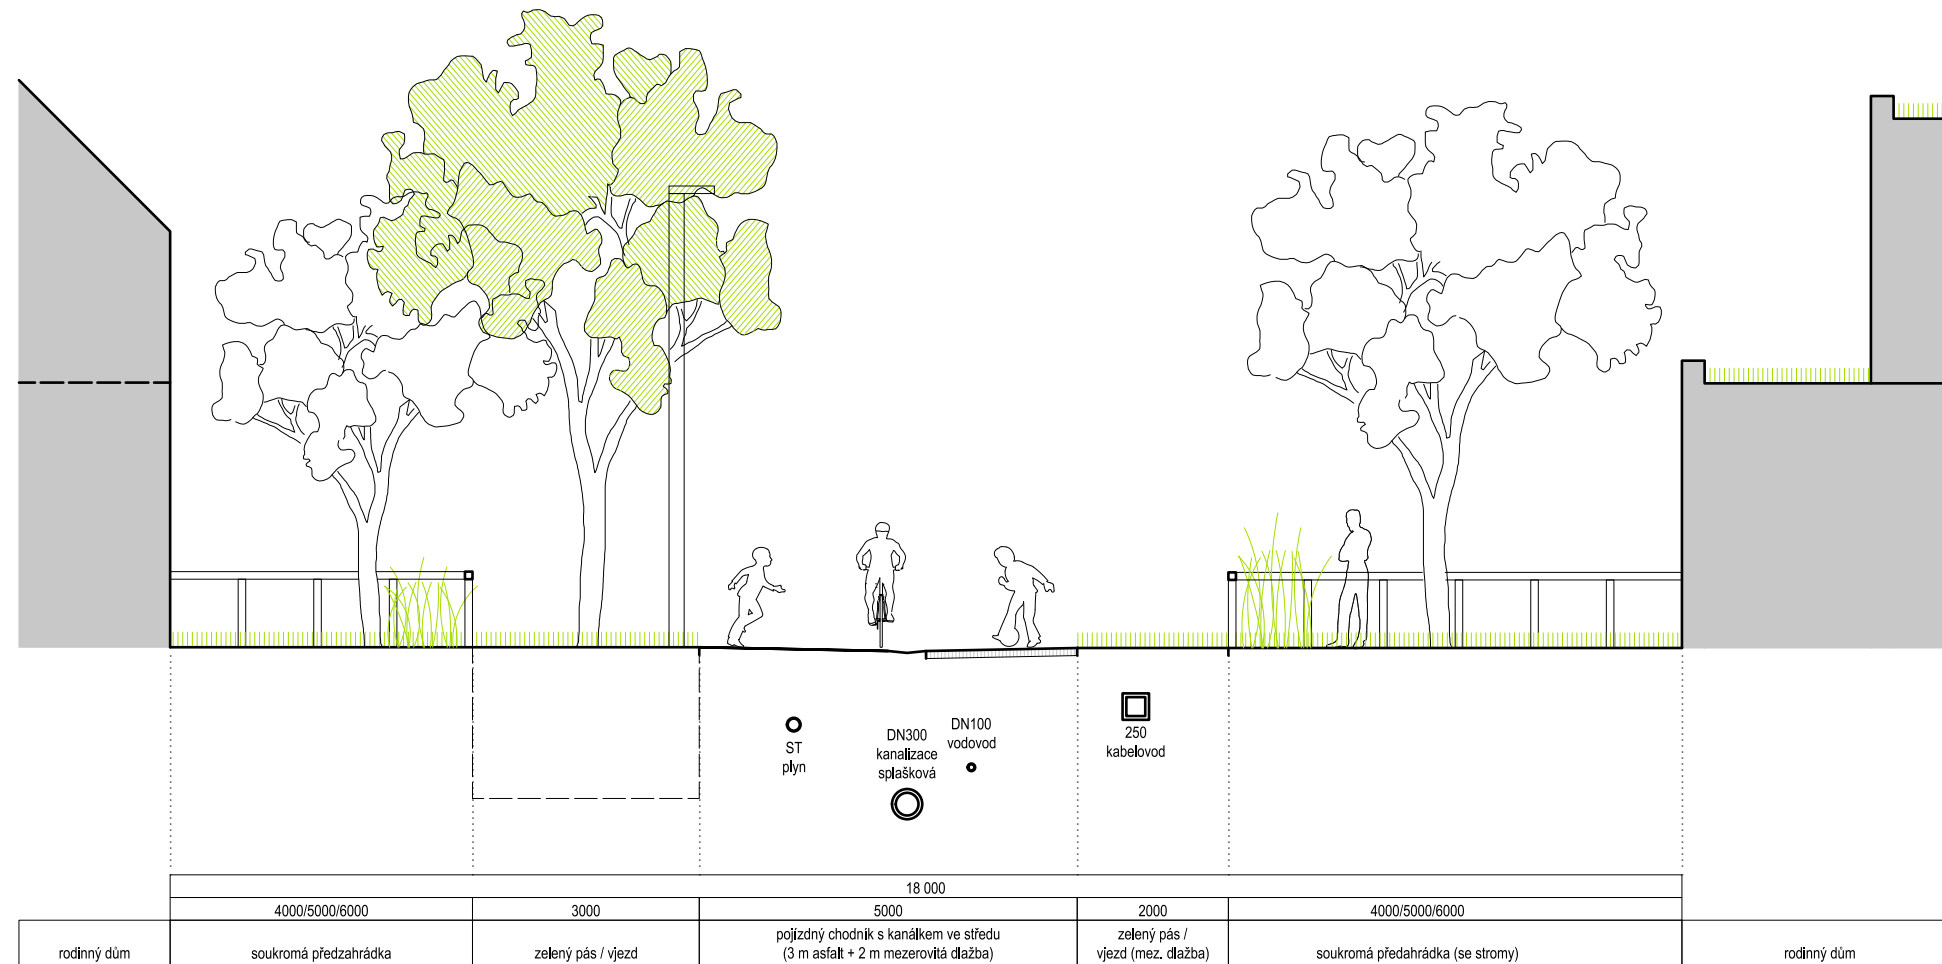 ST
plyn
DN300
kanalizace
splašková
DN100
vodovod
250
kabelovod
18 000
4000/5000/6000
3000
5000
2000
4000/5000/6000
rodinný dům
soukromá předzahrádka
zelený pás / vjezd
pojízdný chodník s kanálkem ve středu
(3 m asfalt + 2 m mezerovitá dlažba)
zelený pás /
vjezd (mez. dlažba)
soukromá předahrádka (se stromy)
rodinný dům